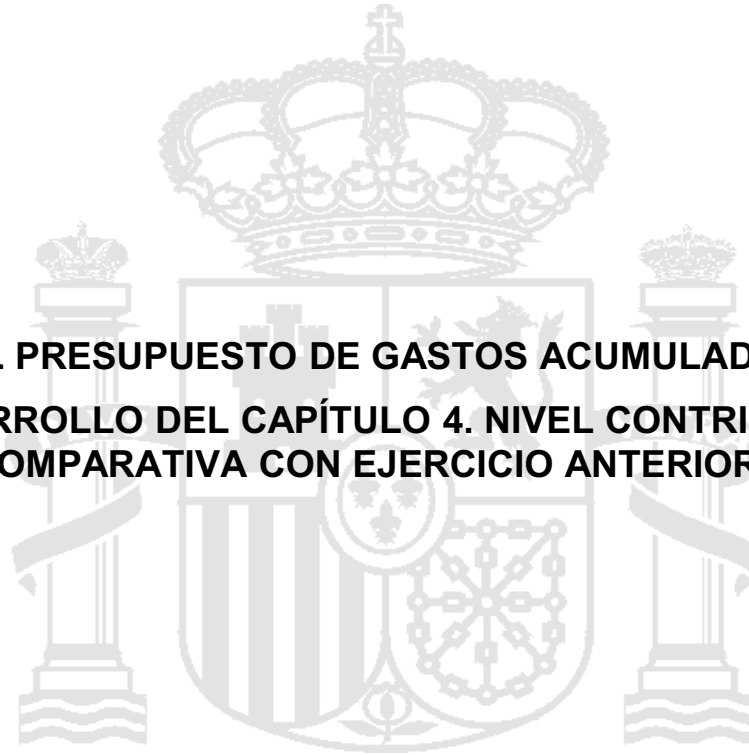 PRESUPUESTO DE GASTOS ACUMULAD
RROLLO DEL CAPÍTULO 4. NIVEL CONTRI
OMPARATIVA CON EJERCICIO ANTERIOR